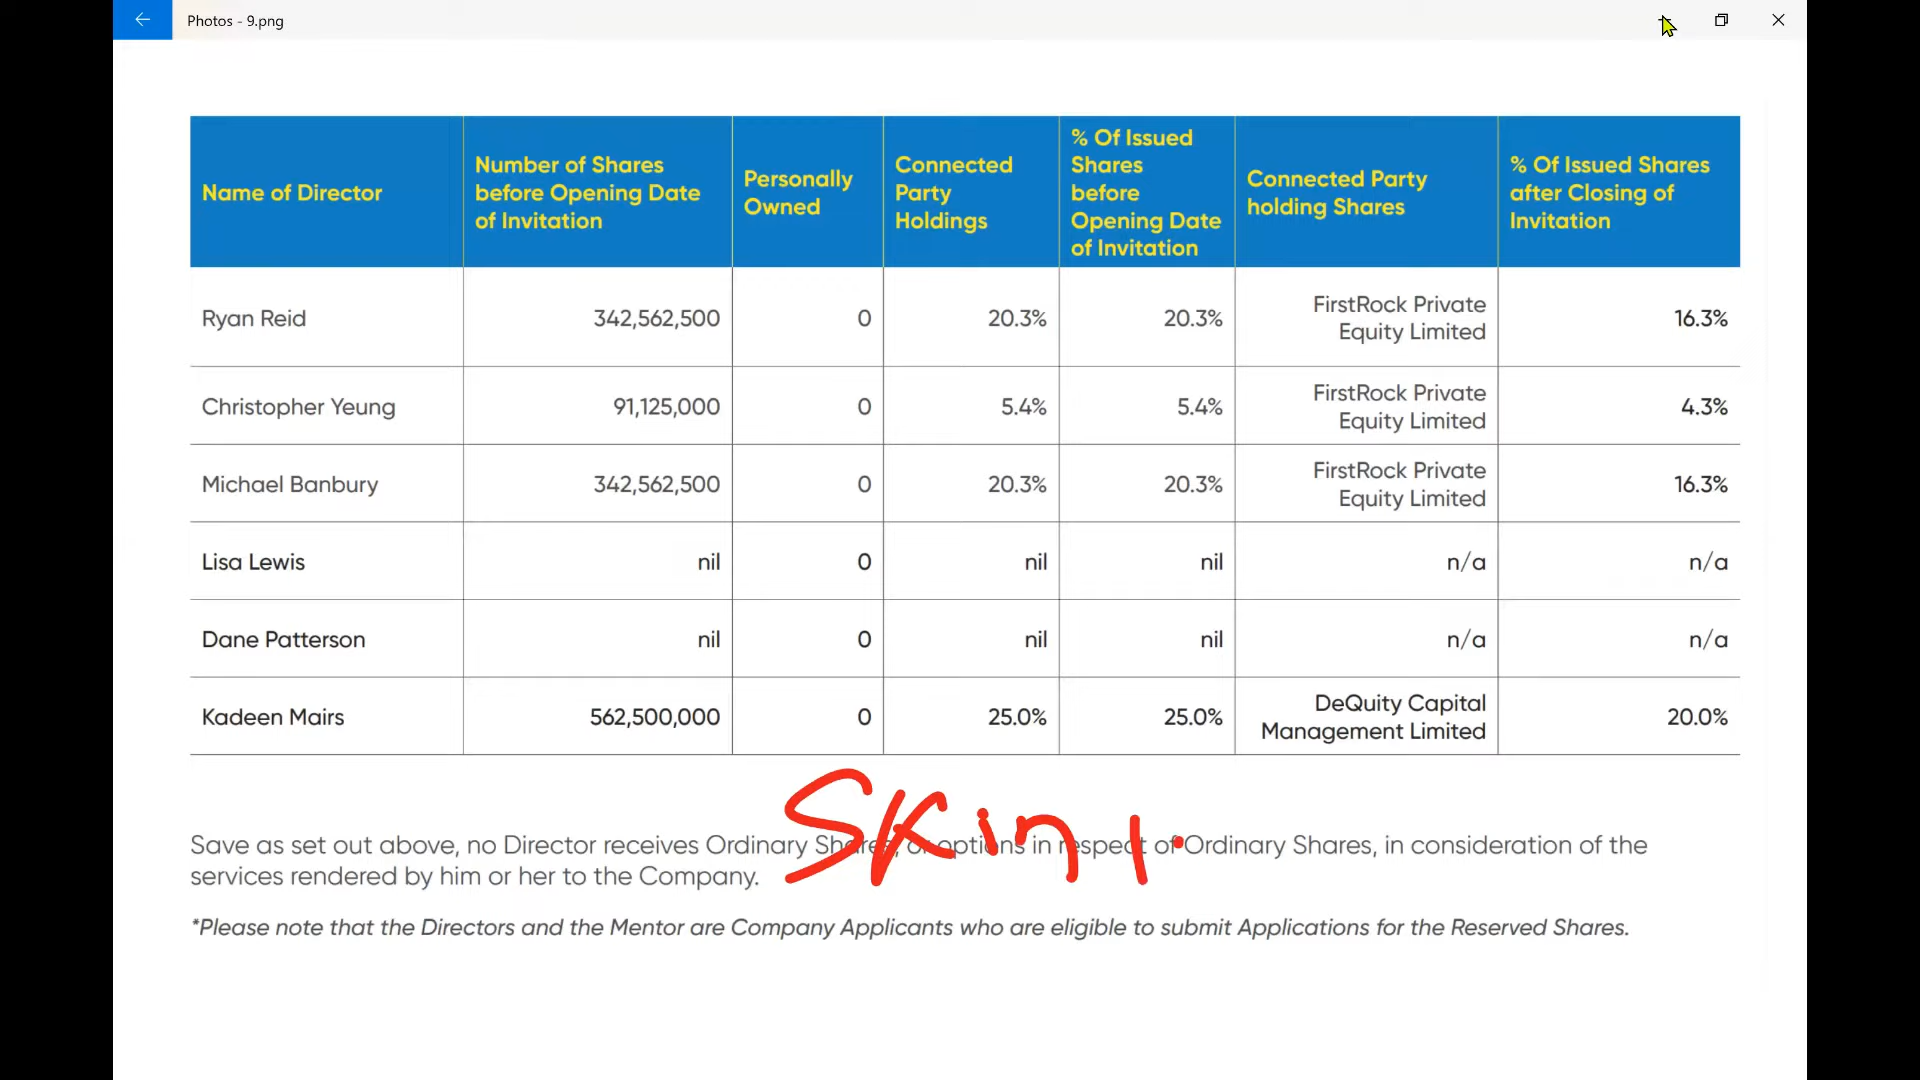 Photos - 9.png
Name of Director
Number of Shares
before Opening Date
of Invitation
Personally
Owned
Connected
Party
Holdings
% Of Issued
Shares
before
Opening Date
of Invitation
Connected Party
holding Shares
% Of Issued Shares
after Closing of
Invitation
Ryan Reid 342,562,500 0 20.3% 20.3% FirstRock Private
Equity Limited 16.3%
Christopher Yeung 91,125,000 0 5.4% 5.4% FirstRock Private
Equity Limited 4.3%
Michael Banbury 342,562,500 0 20.3% 20.3% FirstRock Private
Equity Limited 16.3%
Lisa Lewis nil 0 nil nil n/a n/a
Dane Patterson nil 0 nil nil n/a n/a
Kadeen Mairs 562,500,000 0 25.0% 25.0% DeQuity Capital
Management Limited 20.0%
Skin
Save as set out above, no Director receives Ordinary Shares, or options in respect of Ordinary Shares, in consideration of the
services rendered by him or her to the Company.
*Please note that the Directors and the Mentor are Company Applicants who are eligible to submit Applications for the Reserved Shares.